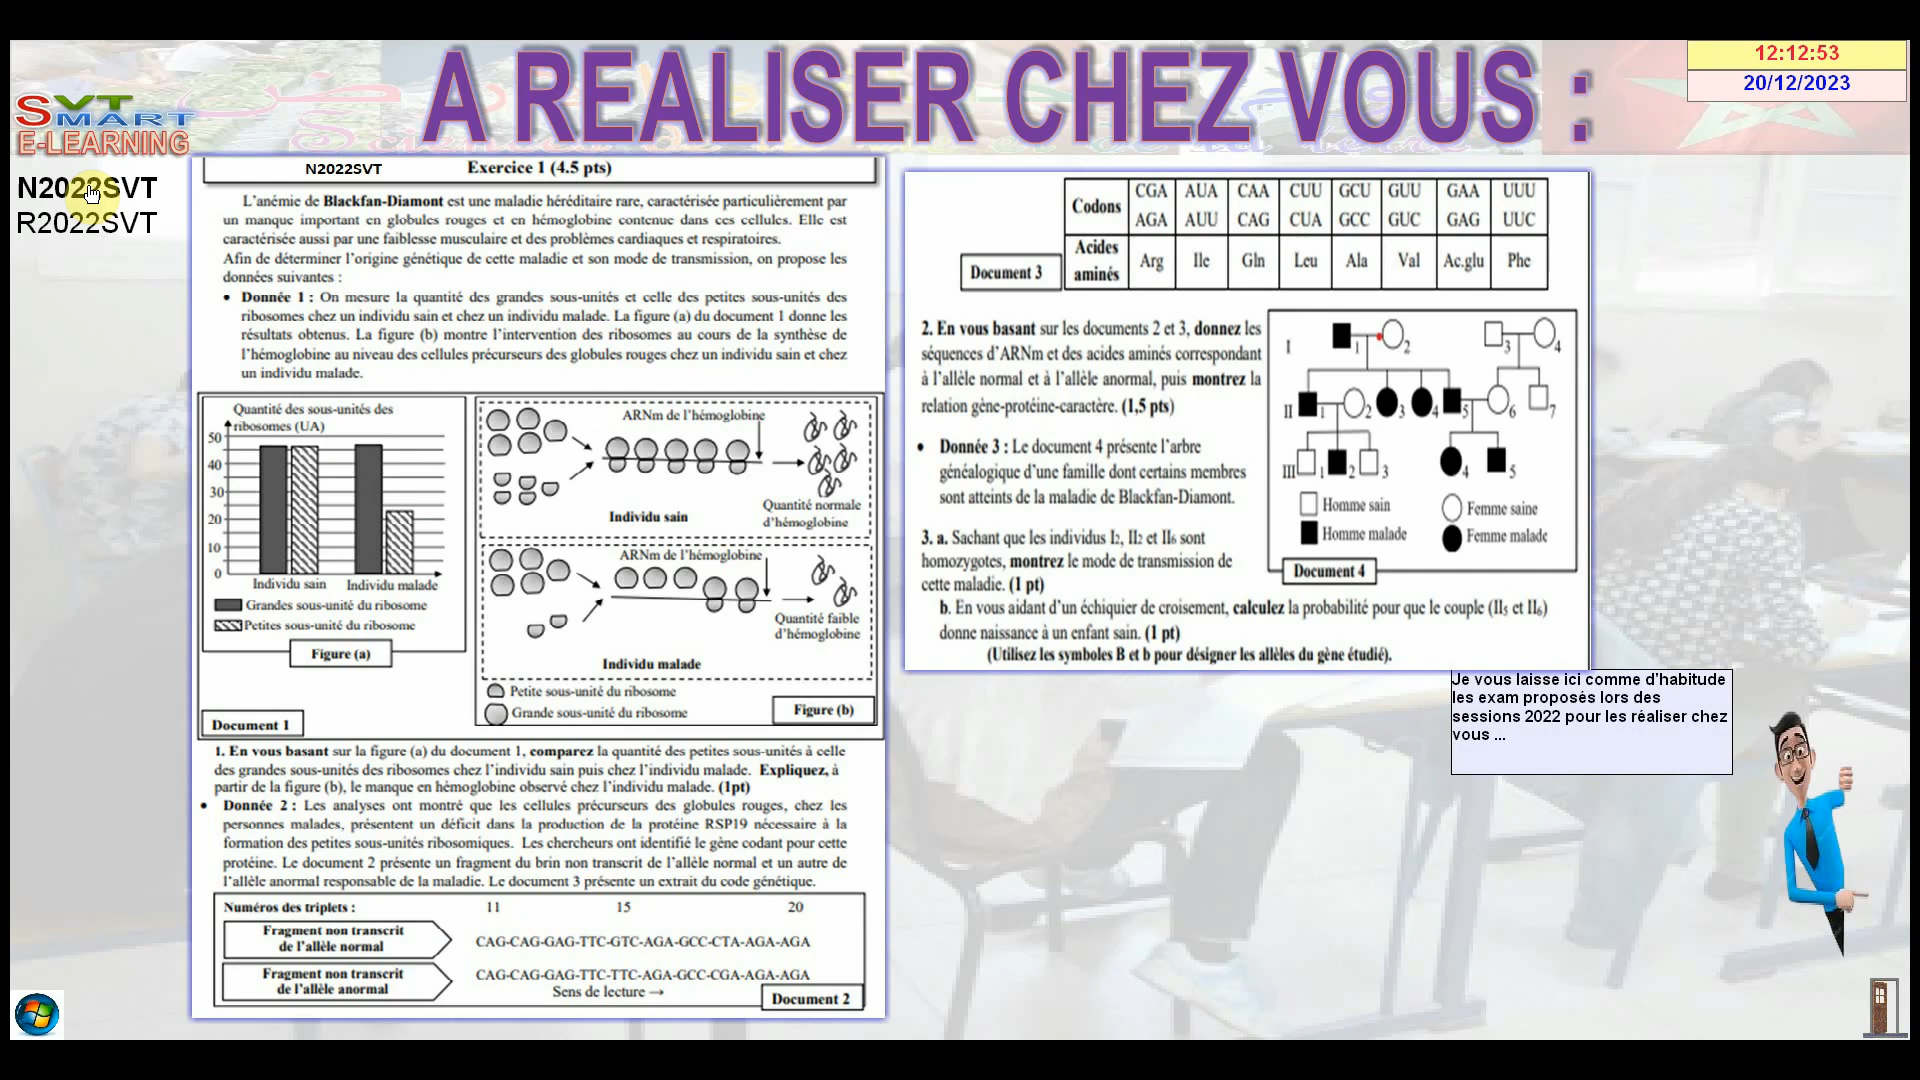 A REALISER CHEZ VOUS :
12:12:53
20/12/2023
SVT
SMART
E-LEARNING
N2022SVT
R2022SVT
N2022SVT Exercice 1 (4.5 pts)
L'anémie de Blackfan-Diamont est une maladie héréditaire rare, caractérisée particulièrement par
un manque important en globules rouges et en hémoglobine contenue dans ces cellules. Elle est
caractérisée aussi par une faiblesse musculaire et des problèmes cardiaques et respiratoires.
Afin de déterminer l'origine génétique de cette maladie et son mode de transmission, on propose les
données suivantes :
• Donnée 1 : On mesure la quantité des grandes sous-unités et celle des petites sous-unités des
ribosomes chez un individu sain et chez un individu malade. La figure (a) du document 1 donne les
résultats obtenus. La figure (b) montre l'intervention des ribosomes au cours de la synthèse de
l'hémoglobine au niveau des cellules précurseurs des globules rouges chez un individu sain et chez
un individu malade.
Quantité des sous-unités des
ribosomes (UA)
50
40
30
20
10
0
Individu sain Individu malade
Grandes sous-unité du ribosome
Petites sous-unité du ribosome
Figure (a)
Document 1
ARNm de l'hémoglobine
Quantité normale
d'hémoglobine
Individu sain
ARNm de l'hémoglobine
Quantité faible
d'hémoglobine
Individu malade
Petite sous-unité du ribosome
Grande sous-unité du ribosome
Figure (b)
1. En vous basant sur la figure (a) du document 1, comparez la quantité des petites sous-unités à celle
des grandes sous-unités des ribosomes chez l'individu sain puis chez l'individu malade. Expliquez, à
partir de la figure (b), le manque en hémoglobine observé chez l'individu malade. (1pt)
• Donnée 2 : Les analyses ont montré que les cellules précurseurs des globules rouges, chez les
personnes malades, présentent un déficit dans la production de la protéine RSP19 nécessaire à la
formation des petites sous-unités ribosomiques. Les chercheurs ont identifié le gène codant pour cette
protéine. Le document 2 présente un fragment du brin non transcrit de l'allèle normal et un autre de
l'allèle anormal responsable de la maladie. Le document 3 présente un extrait du code génétique.
Numéros des triplets : 11 15 20
Fragment non transcrit
de l'allèle normal
CAG-CAG-GAG-TTC-GTC-AGA-GCC-CTA-AGA-AGA
Fragment non transcrit
de l'allèle anormal
CAG-CAG-GAG-TTC-TTC-AGA-GCC-CGA-AGA-AGA
Sens de lecture →
Document 2
Document 3
Codons CGA AUA CAA CUU GCU GUU GAA UUU
AGA AUU CAG CUA GCC GUC GAG UUC
Acides
aminés
Arg Ile Gln Leu Ala Val Ac.glu Phe
2. En vous basant sur les documents 2 et 3, donnez les
séquences d'ARNm et des acides aminés correspondant
à l'allèle normal et à l'allèle anormal, puis montrez la
relation gène-protéine-caractère. (1,5 pts)
• Donnée 3 : Le document 4 présente l'arbre
généalogique d'une famille dont certains membres
sont atteints de la maladie de Blackfan-Diamont.
3. a. Sachant que les individus I₂, II₂ et II₆ sont
homozygotes, montrez le mode de transmission de
cette maladie. (1 pt)
I 1 2 3 4
II 1 2 3 4 5 6 7
III 1 2 3 4 5
Homme sain
Femme saine
Homme malade
Femme malade
Document 4
b. En vous aidant d'un échiquier de croisement, calculez la probabilité pour que le couple (II₅ et II₆)
donne naissance à un enfant sain. (1 pt)
(Utilisez les symboles B et b pour désigner les allèles du gène étudié).
Je vous laisse ici comme d'habitude
les exam proposés lors des
sessions 2022 pour les réaliser chez
vous ...